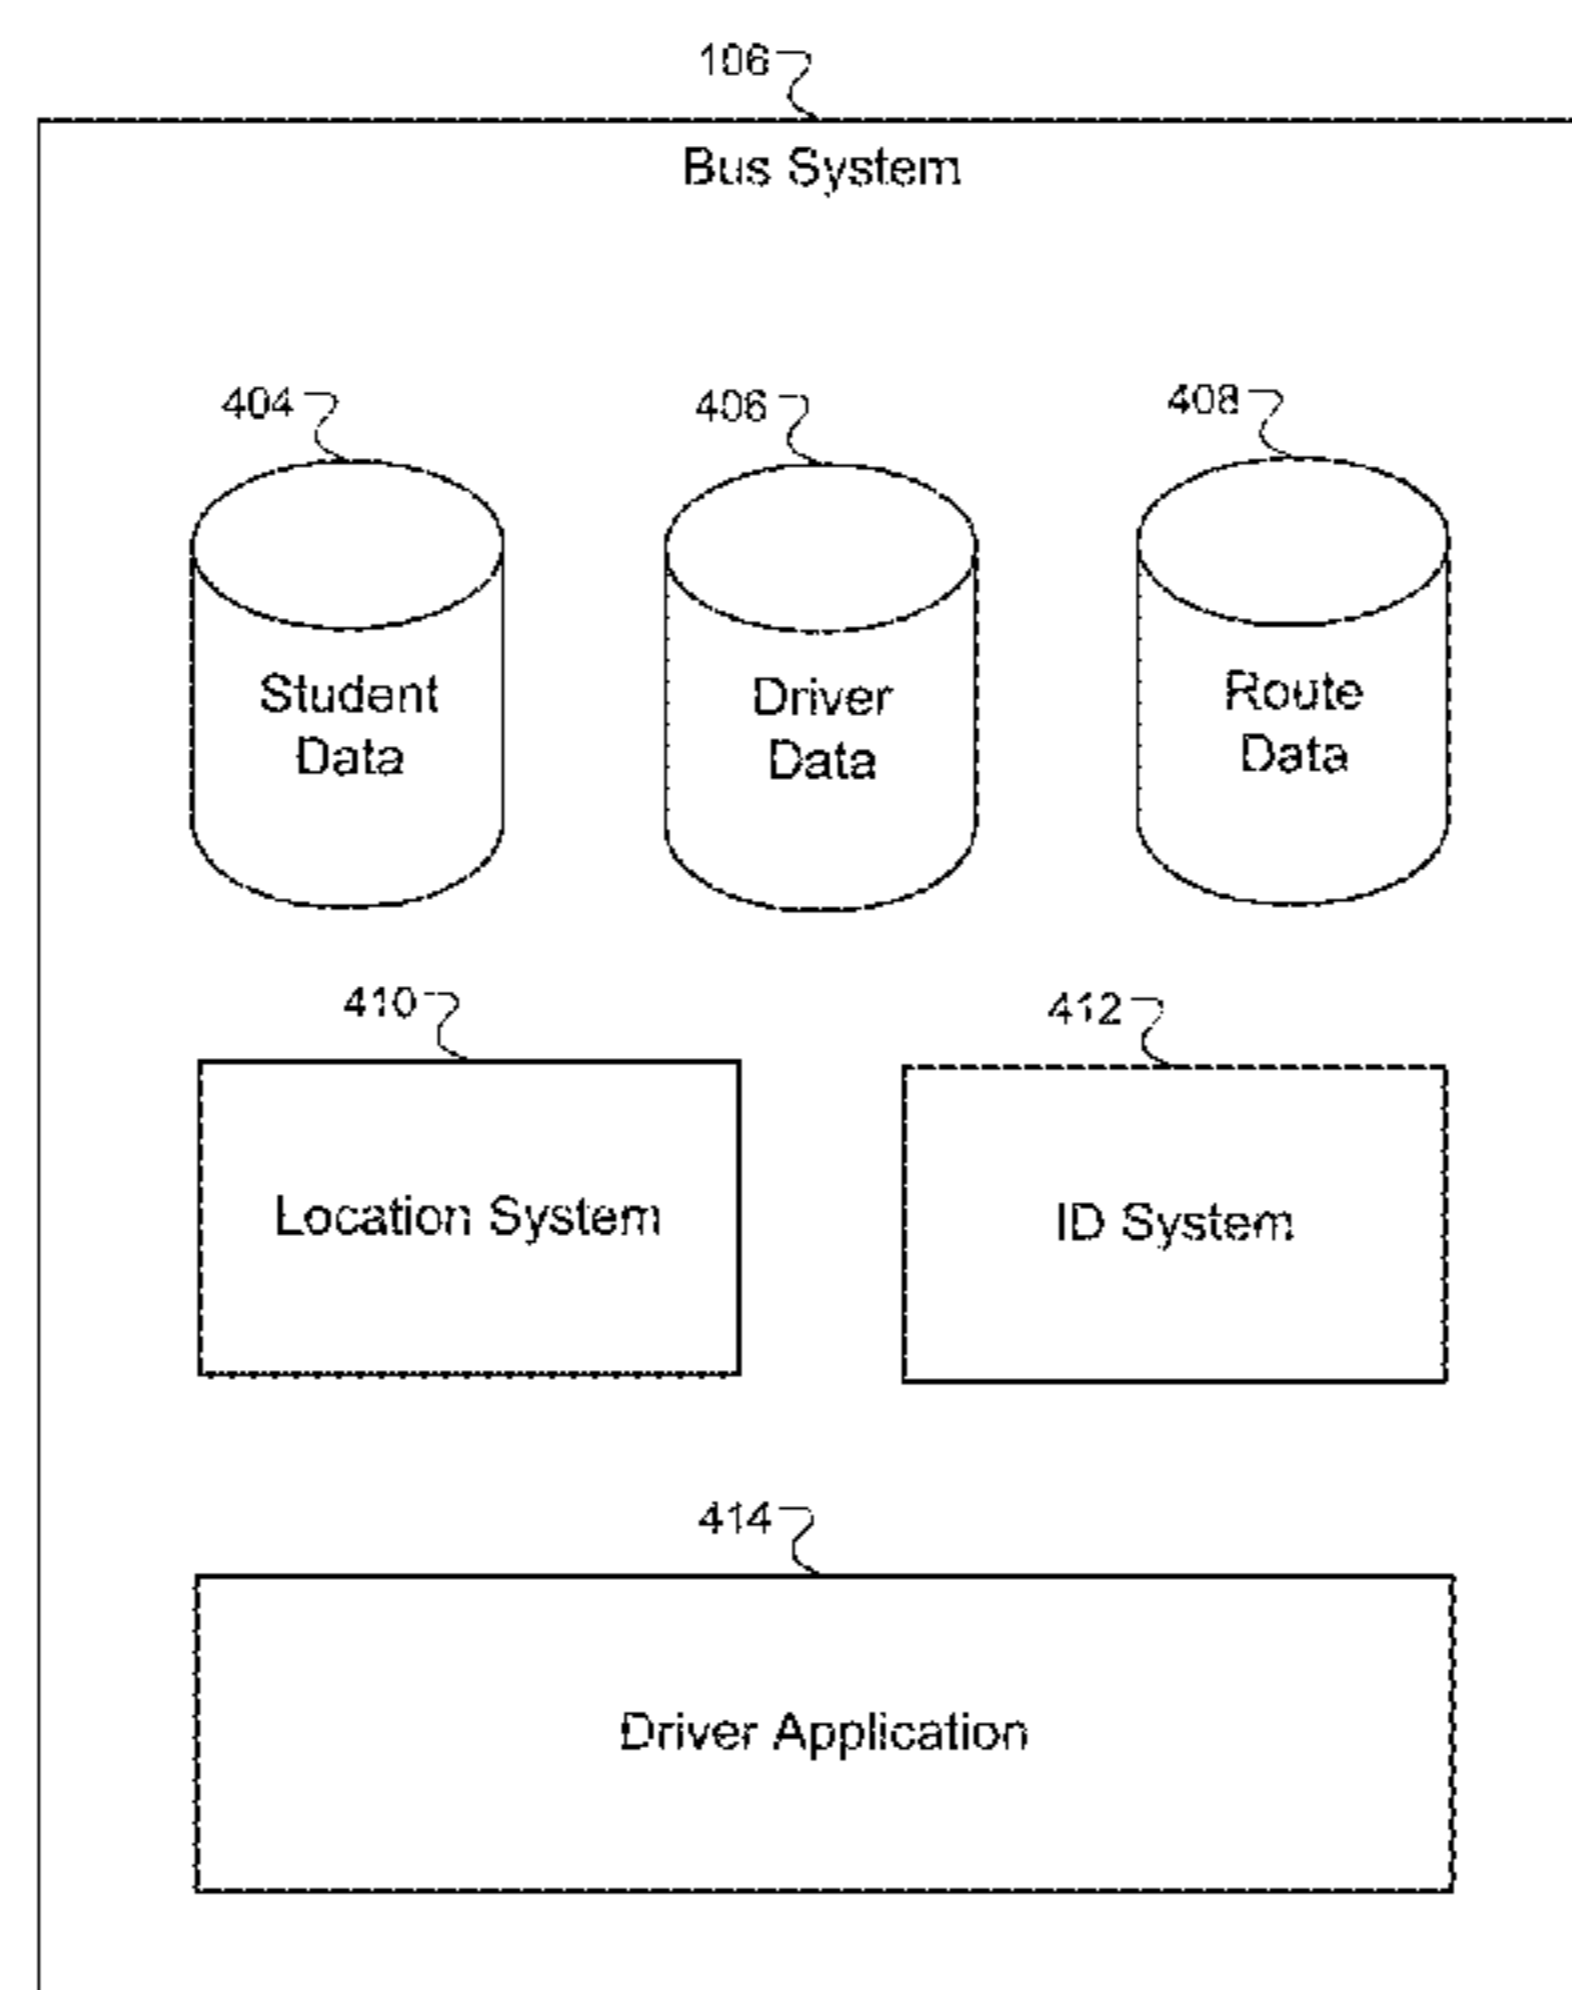 106
Bus System
404
406
408
Student
Data
Driver
Data
Route
Data
410
412
Location System
ID System
414
Driver Application